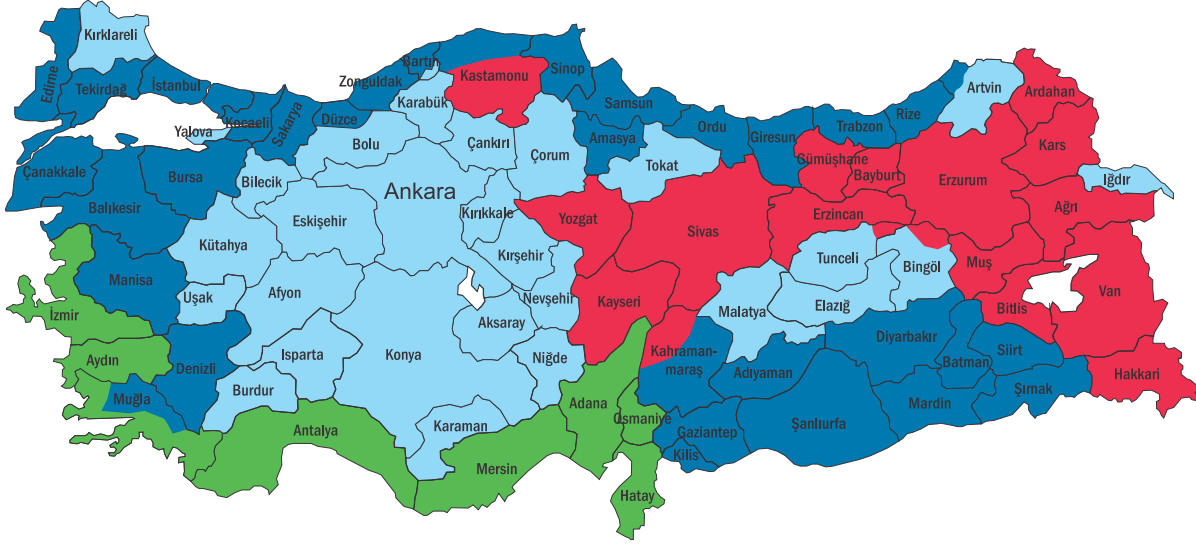 Kırklareli
Edirne
Tekirdağ
İstanbul
Yalova
Kocaeli
Sakarya
Düzce
Zonguldak
Bartın
Karabük
Kastamonu
Sinop
Samsun
Ordu
Giresun
Trabzon
Rize
Artvin
Ardahan
Çanakkale
Balıkesir
Bursa
Bilecik
Bolu
Çankırı
Çorum
Amasya
Tokat
Gümüşhane
Bayburt
Erzurum
Kars
Iğdır
Ağrı
Ankara
Eskişehir
Kütahya
Kırıkkale
Yozgat
Sivas
Erzincan
Kırşehir
Tunceli
Bingöl
Muş
Manisa
Uşak
Afyon
Nevşehir
Kayseri
Malatya
Elazığ
Bitlis
Van
İzmir
Aydın
Denizli
Isparta
Burdur
Konya
Aksaray
Niğde
Kahraman-
maraş
Adıyaman
Diyarbakır
Batman
Siirt
Şırnak
Hakkari
Muğla
Antalya
Karaman
Mersin
Adana
Osmaniye
Gaziantep
Kilis
Şanlıurfa
Mardin
Hatay